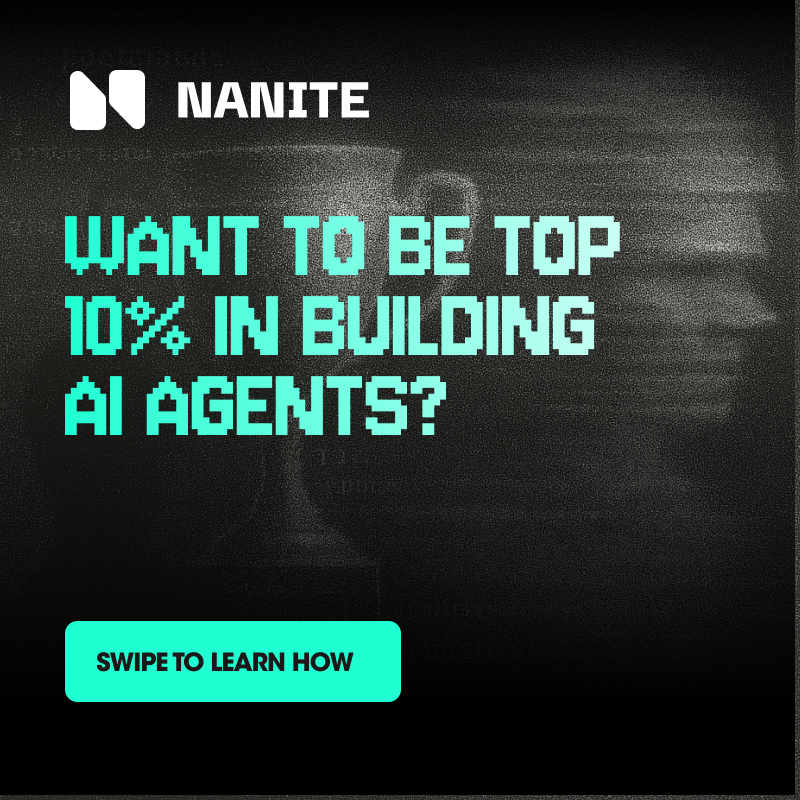 NANITE
WANT TO BE TOP
10% IN BUILDING
AI AGENTS?
SWIPE TO LEARN HOW